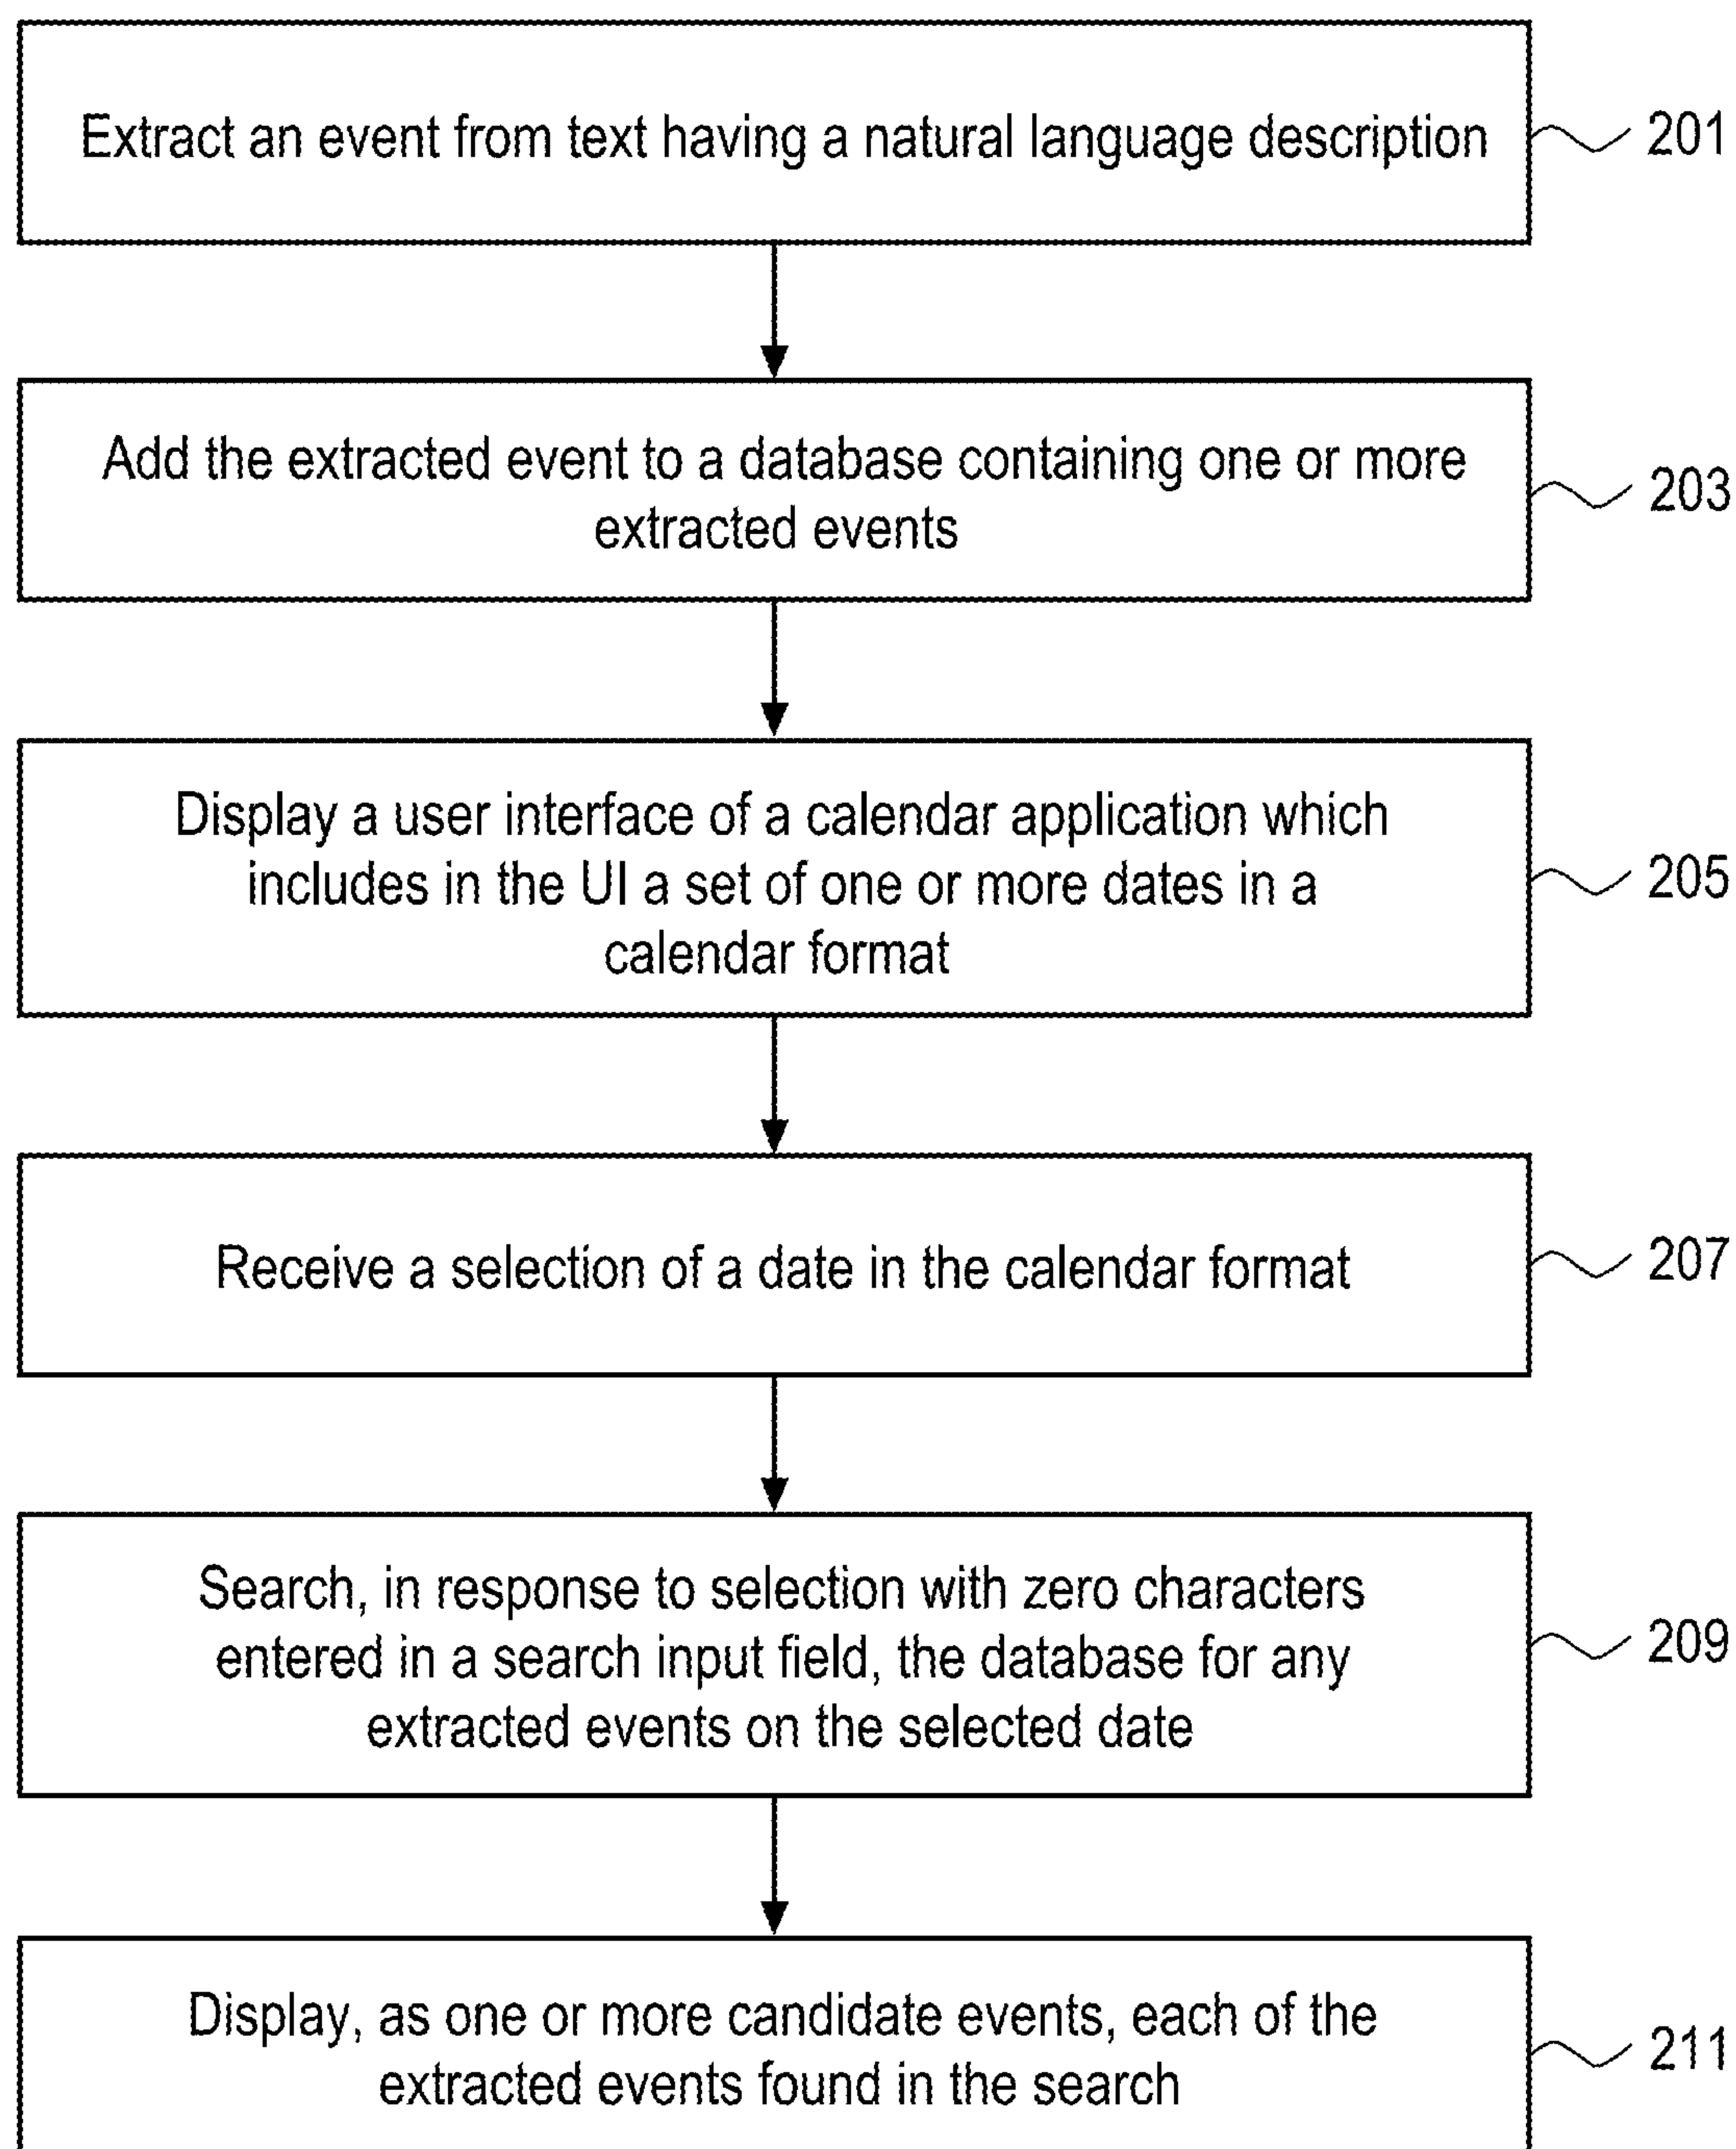 Extract an event from text having a natural language description
201
Add the extracted event to a database containing one or more
extracted events
203
Display a user interface of a calendar application which
includes in the UI a set of one or more dates in a
calendar format
205
Receive a selection of a date in the calendar format
207
Search, in response to selection with zero characters
entered in a search input field, the database for any
extracted events on the selected date
209
Display, as one or more candidate events, each of the
extracted events found in the search
211